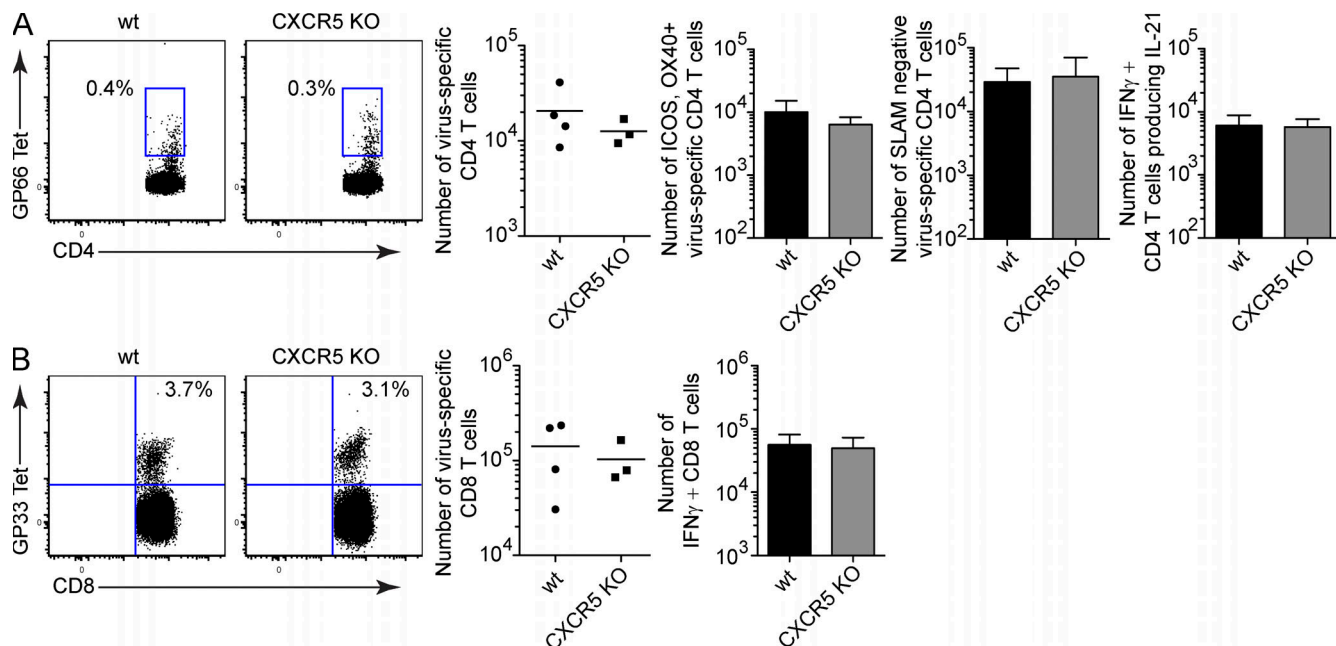 A
wt
CXCR5 KO
0.4%
0.3%
GP66 Tet
0
0
0
0
CD4
Number of virus-specific
CD4 T cells
10^5
10^4
10^3
wt
CXCR5 KO
Number of ICOS, OX40+
virus-specific CD4 T cells
10^5
10^4
10^3
10^2
wt
CXCR5 KO
Number of SLAM negative
virus-specific CD4 T cells
10^5
10^4
10^3
10^2
wt
CXCR5 KO
Number of IFNγ +
CD4 T cells producing IL-21
10^5
10^4
10^3
10^2
wt
CXCR5 KO
B
wt
CXCR5 KO
3.7%
3.1%
GP33 Tet
0
0
0
0
CD8
Number of virus-specific
CD8 T cells
10^6
10^5
10^4
wt
CXCR5 KO
Number of
IFNγ + CD8 T cells
10^6
10^5
10^4
10^3
wt
CXCR5 KO